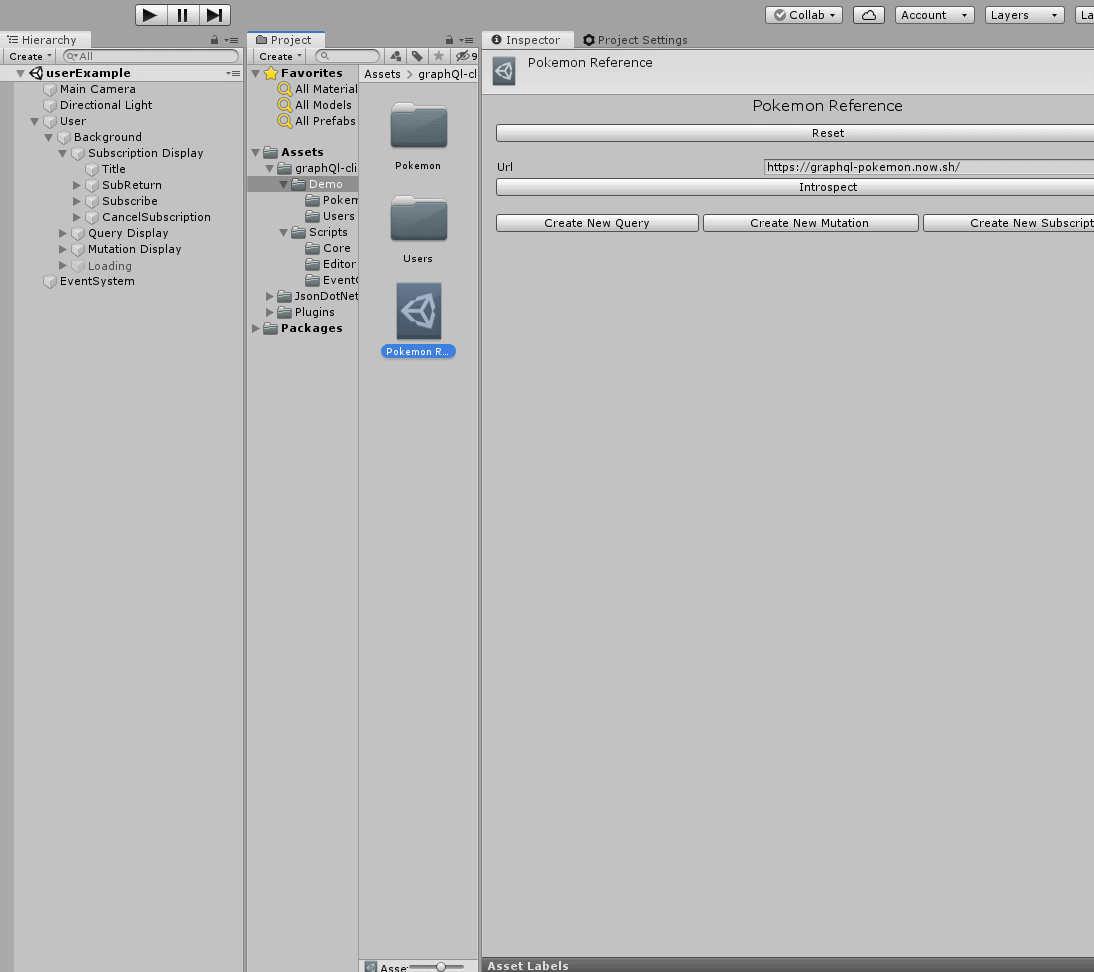 Collab
Account
Layers
La
Hierarchy
Create
All
userExample
Main Camera
Directional Light
User
Background
Subscription Display
Title
SubReturn
Subscribe
CancelSubscription
Query Display
Mutation Display
Loading
EventSystem
Project
Create
9
Favorites
All Material
All Models
All Prefabs
Assets
graphQl-cli
Demo
Pokem
Users
Scripts
Core
Editor
Event
JsonDotNet
Plugins
Packages
Assets > graphQl-cl
Pokemon
Users
Pokemon R...
Asse
Inspector
Project Settings
Pokemon Reference
Pokemon Reference
Reset
Url
https://graphql-pokemon.now.sh/
Introspect
Create New Query
Create New Mutation
Create New Subscript
Asset Labels